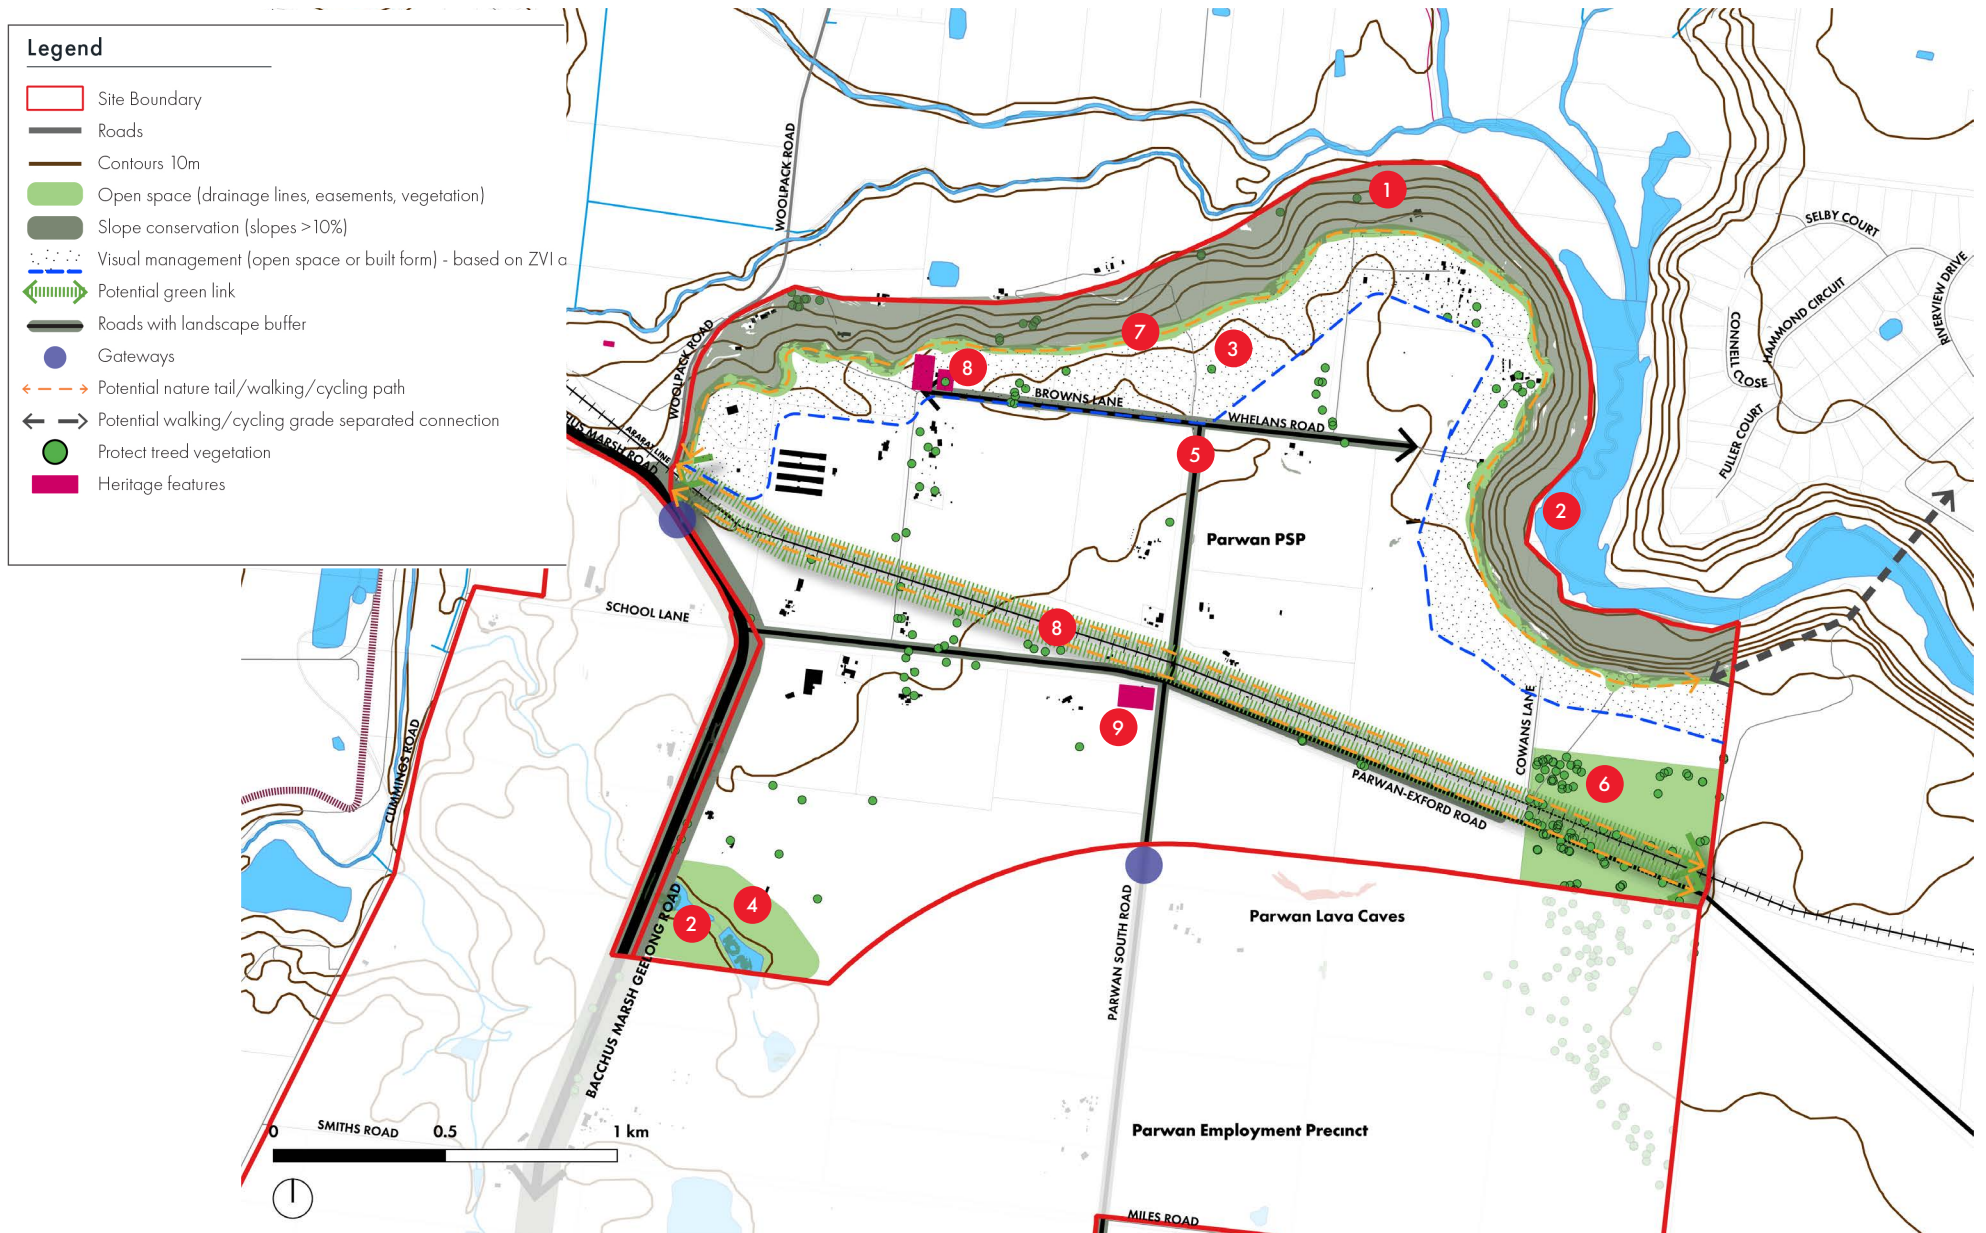 Legend
Site Boundary
Roads
Contours 10m
Open space (drainage lines, easements, vegetation)
Slope conservation (slopes >10%)
Visual management (open space or built form) - based on ZVI a
Potential green link
Roads with landscape buffer
Gateways
Potential nature tail/walking/cycling path
Potential walking/cycling grade separated connection
Protect treed vegetation
Heritage features
WOOLPACK ROAD
1
SELBY COURT
RIVERVIEW DRIVE
HAMMOND CIRCUIT
CONNELL CLOSE
FULLER COURT
7
3
8
WOOLPACK ROAD
BROWNS LANE
WHELANS ROAD
ARARAT LINE
HUS MARSH ROAD
5
2
Parwan PSP
SCHOOL LANE
8
COWANS LANE
9
CUMMINGS ROAD
6
PARWAN-EXFORD ROAD
4
2
BACCHUS MARSH GEELONG ROAD
PARWAN SOUTH ROAD
Parwan Lava Caves
Parwan Employment Precinct
SMITHS ROAD
0 0.5 1 km
MILES ROAD